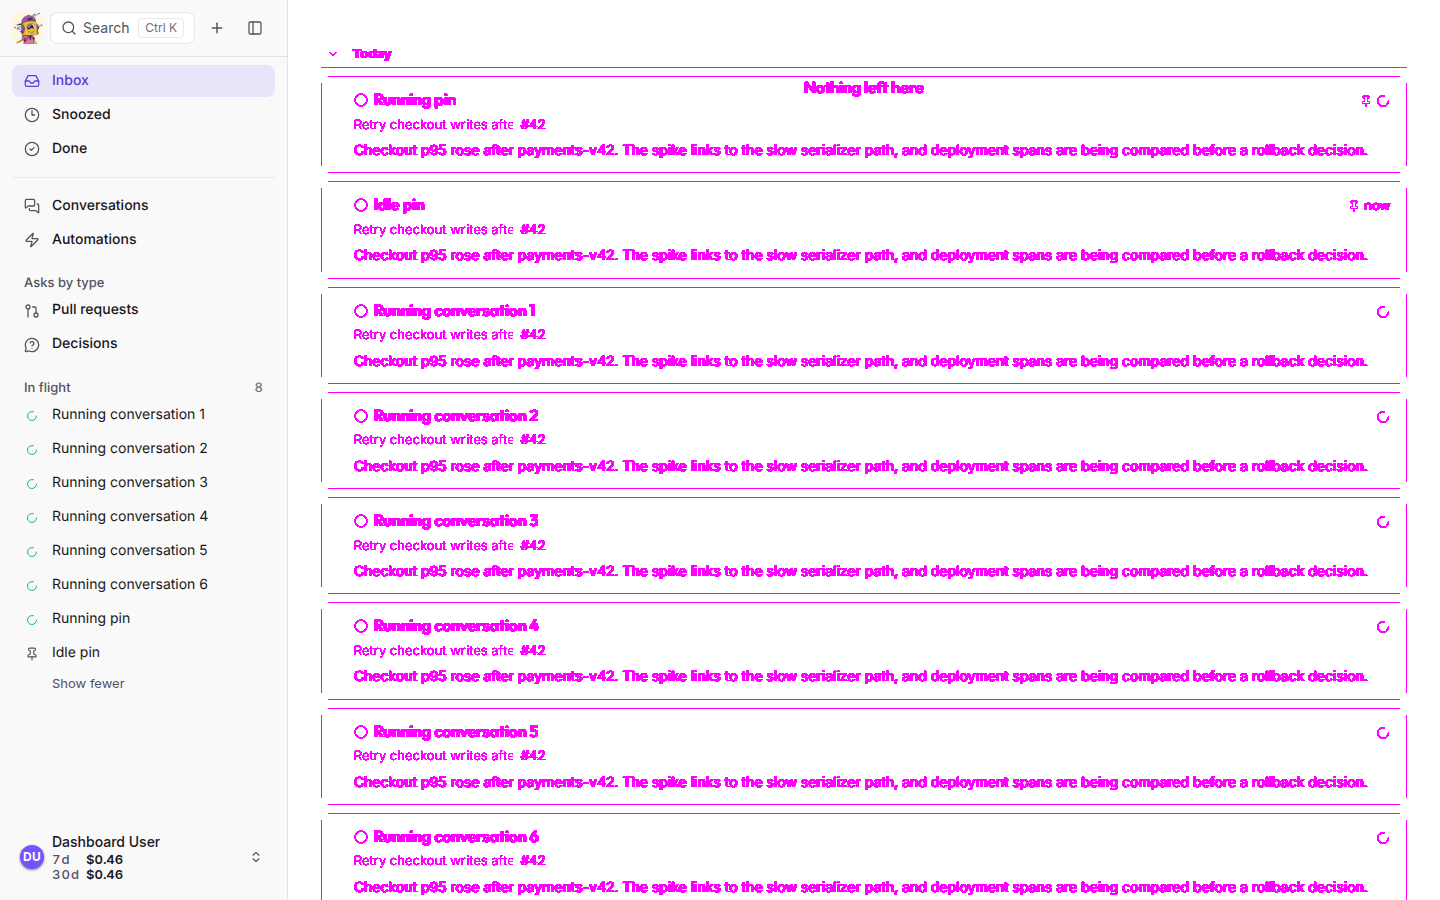 Search Ctrl K
Inbox
Snoozed
Done
Conversations
Automations
Asks by type
Pull requests
Decisions
In flight 8
Running conversation 1
Running conversation 2
Running conversation 3
Running conversation 4
Running conversation 5
Running conversation 6
Running pin
Idle pin
Show fewer
DU Dashboard User
7d $0.46
30d $0.46
Today
Nothing left here
Running pin
Retry checkout writes afte #42
Checkout p95 rose after payments-v42. The spike links to the slow serializer path, and deployment spans are being compared before a rollback decision.
Idle pin now
Retry checkout writes afte #42
Checkout p95 rose after payments-v42. The spike links to the slow serializer path, and deployment spans are being compared before a rollback decision.
Running conversation 1
Retry checkout writes afte #42
Checkout p95 rose after payments-v42. The spike links to the slow serializer path, and deployment spans are being compared before a rollback decision.
Running conversation 2
Retry checkout writes afte #42
Checkout p95 rose after payments-v42. The spike links to the slow serializer path, and deployment spans are being compared before a rollback decision.
Running conversation 3
Retry checkout writes afte #42
Checkout p95 rose after payments-v42. The spike links to the slow serializer path, and deployment spans are being compared before a rollback decision.
Running conversation 4
Retry checkout writes afte #42
Checkout p95 rose after payments-v42. The spike links to the slow serializer path, and deployment spans are being compared before a rollback decision.
Running conversation 5
Retry checkout writes afte #42
Checkout p95 rose after payments-v42. The spike links to the slow serializer path, and deployment spans are being compared before a rollback decision.
Running conversation 6
Retry checkout writes afte #42
Checkout p95 rose after payments-v42. The spike links to the slow serializer path, and deployment spans are being compared before a rollback decision.